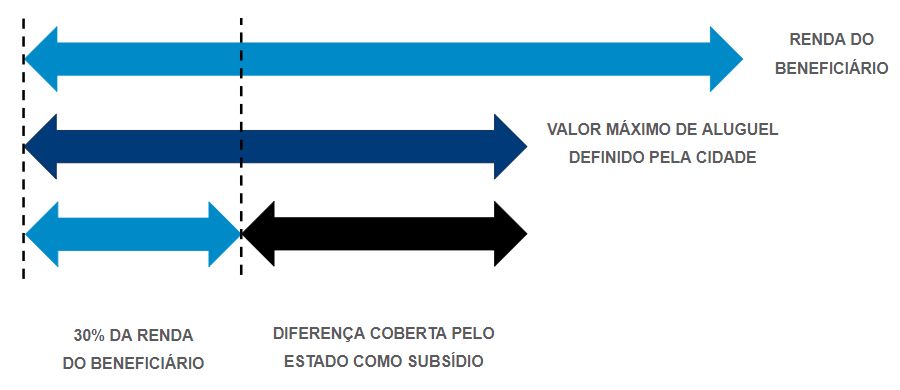 RENDA DO
BENEFICIÁRIO
VALOR MÁXIMO DE ALUGUEL
DEFINIDO PELA CIDADE
30% DA RENDA
DO BENEFICIÁRIO
DIFERENÇA COBERTA PELO
ESTADO COMO SUBSÍDIO